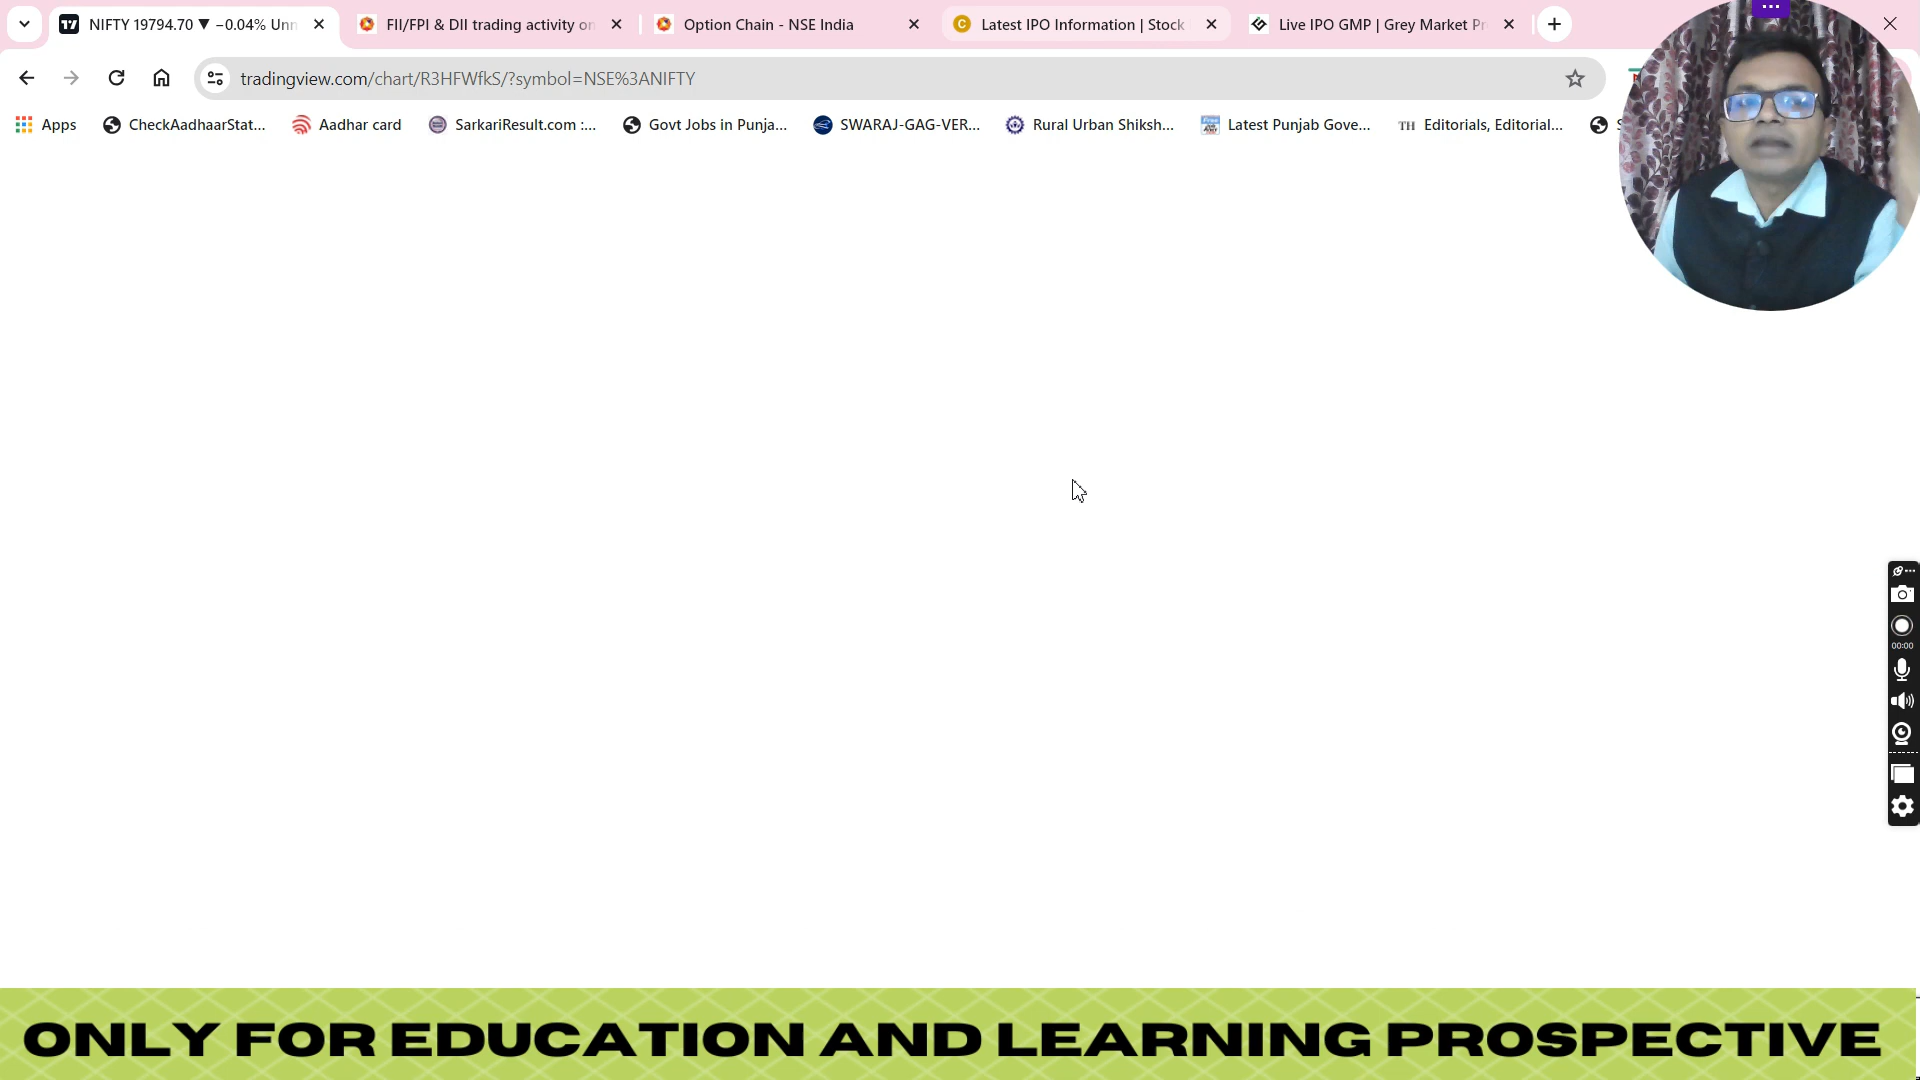 NIFTY 19794.70 ▼ −0.04% Unn
FII/FPI & DII trading activity on
Option Chain - NSE India
Latest IPO Information | Stock
Live IPO GMP | Grey Market Pr
tradingview.com/chart/R3HFWfkS/?symbol=NSE%3ANIFTY
Apps
CheckAadhaarStat...
Aadhar card
SarkariResult.com :...
Govt Jobs in Punja...
SWARAJ-GAG-VER...
Rural Urban Shiksh...
Latest Punjab Gove...
TH Editorials, Editorial...
00:00
ONLY FOR EDUCATION AND LEARNING PROSPECTIVE